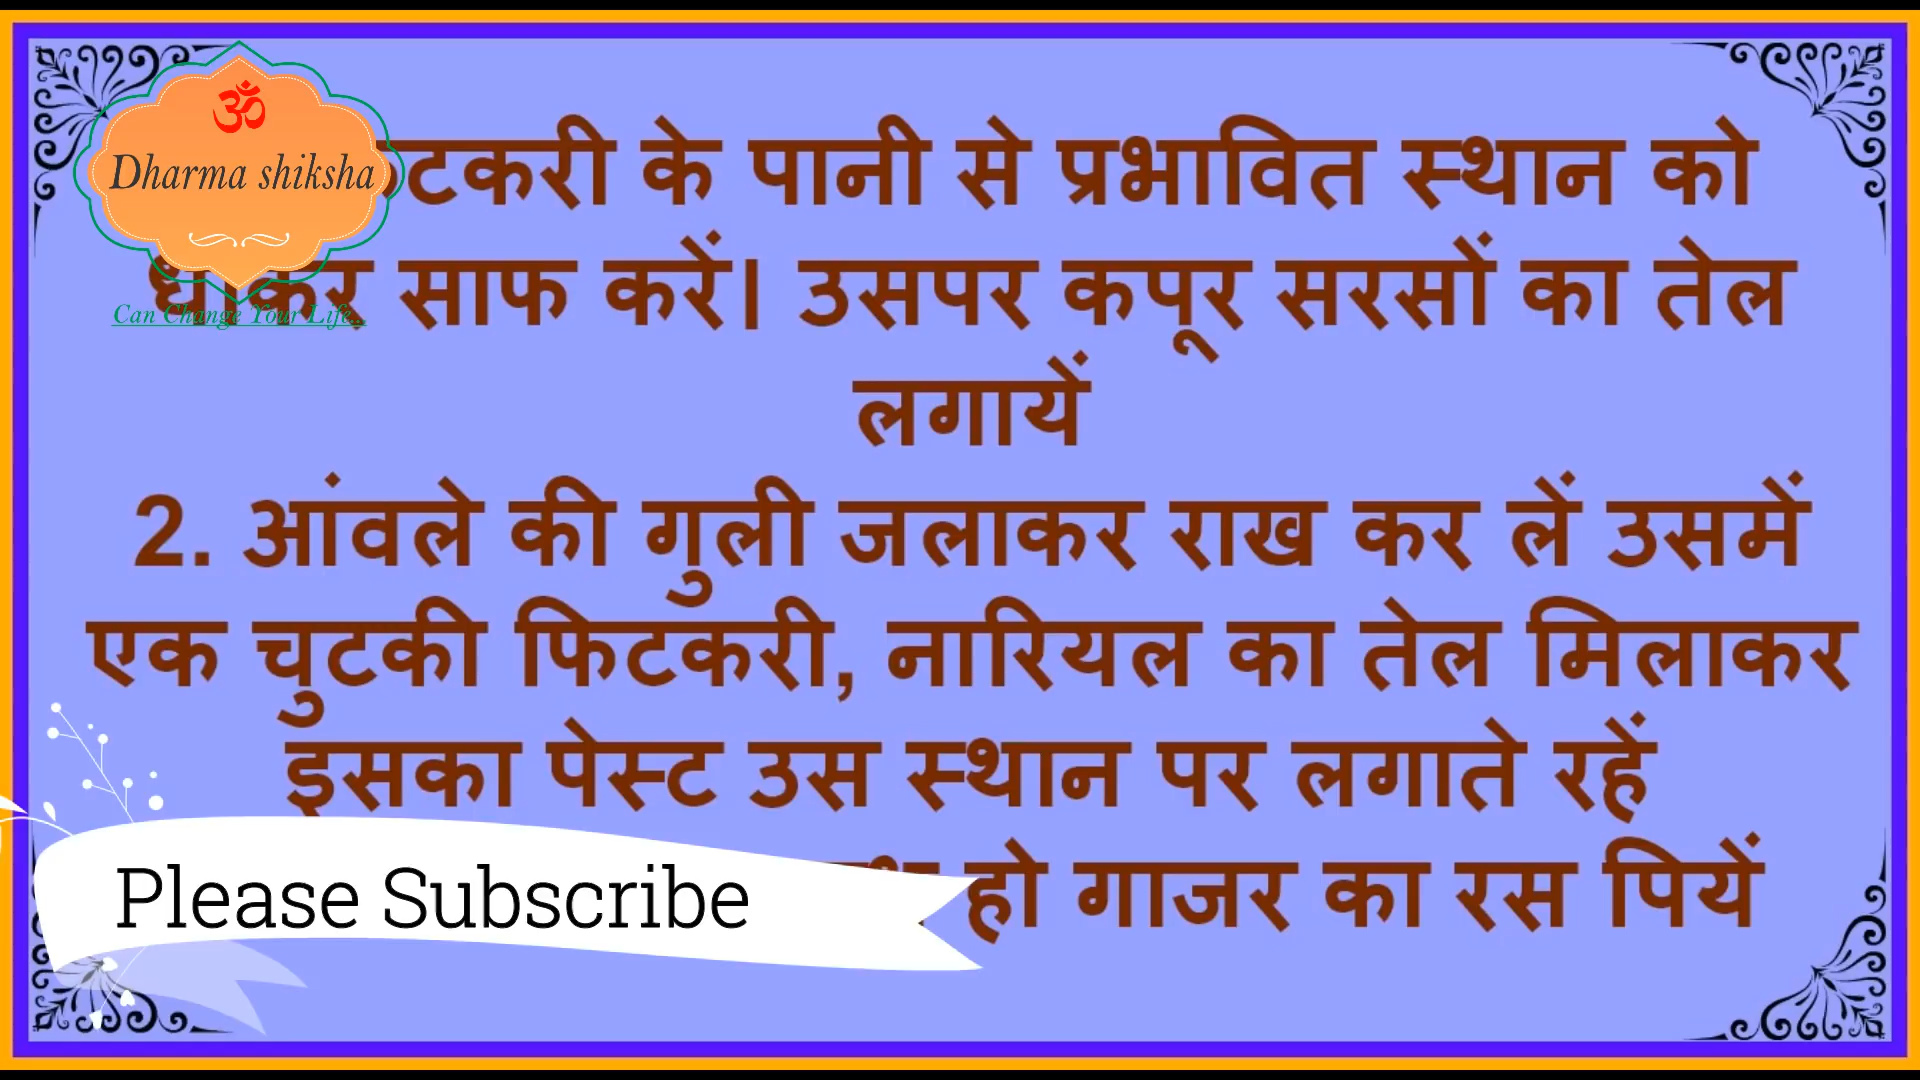 ॐ
Dharma shiksha
Can Change Your Life...
के पानी से प्रभावित स्थान को
साफ करें। उसपर कपूर सरसों का तेल
लगायें
2. आंवले की गुली जलाकर राख कर लें उसमें
एक चुटकी फिटकरी, नारियल का तेल मिलाकर
इसका पेस्ट उस स्थान पर लगाते रहें
हो गाजर का रस पियें
Please Subscribe